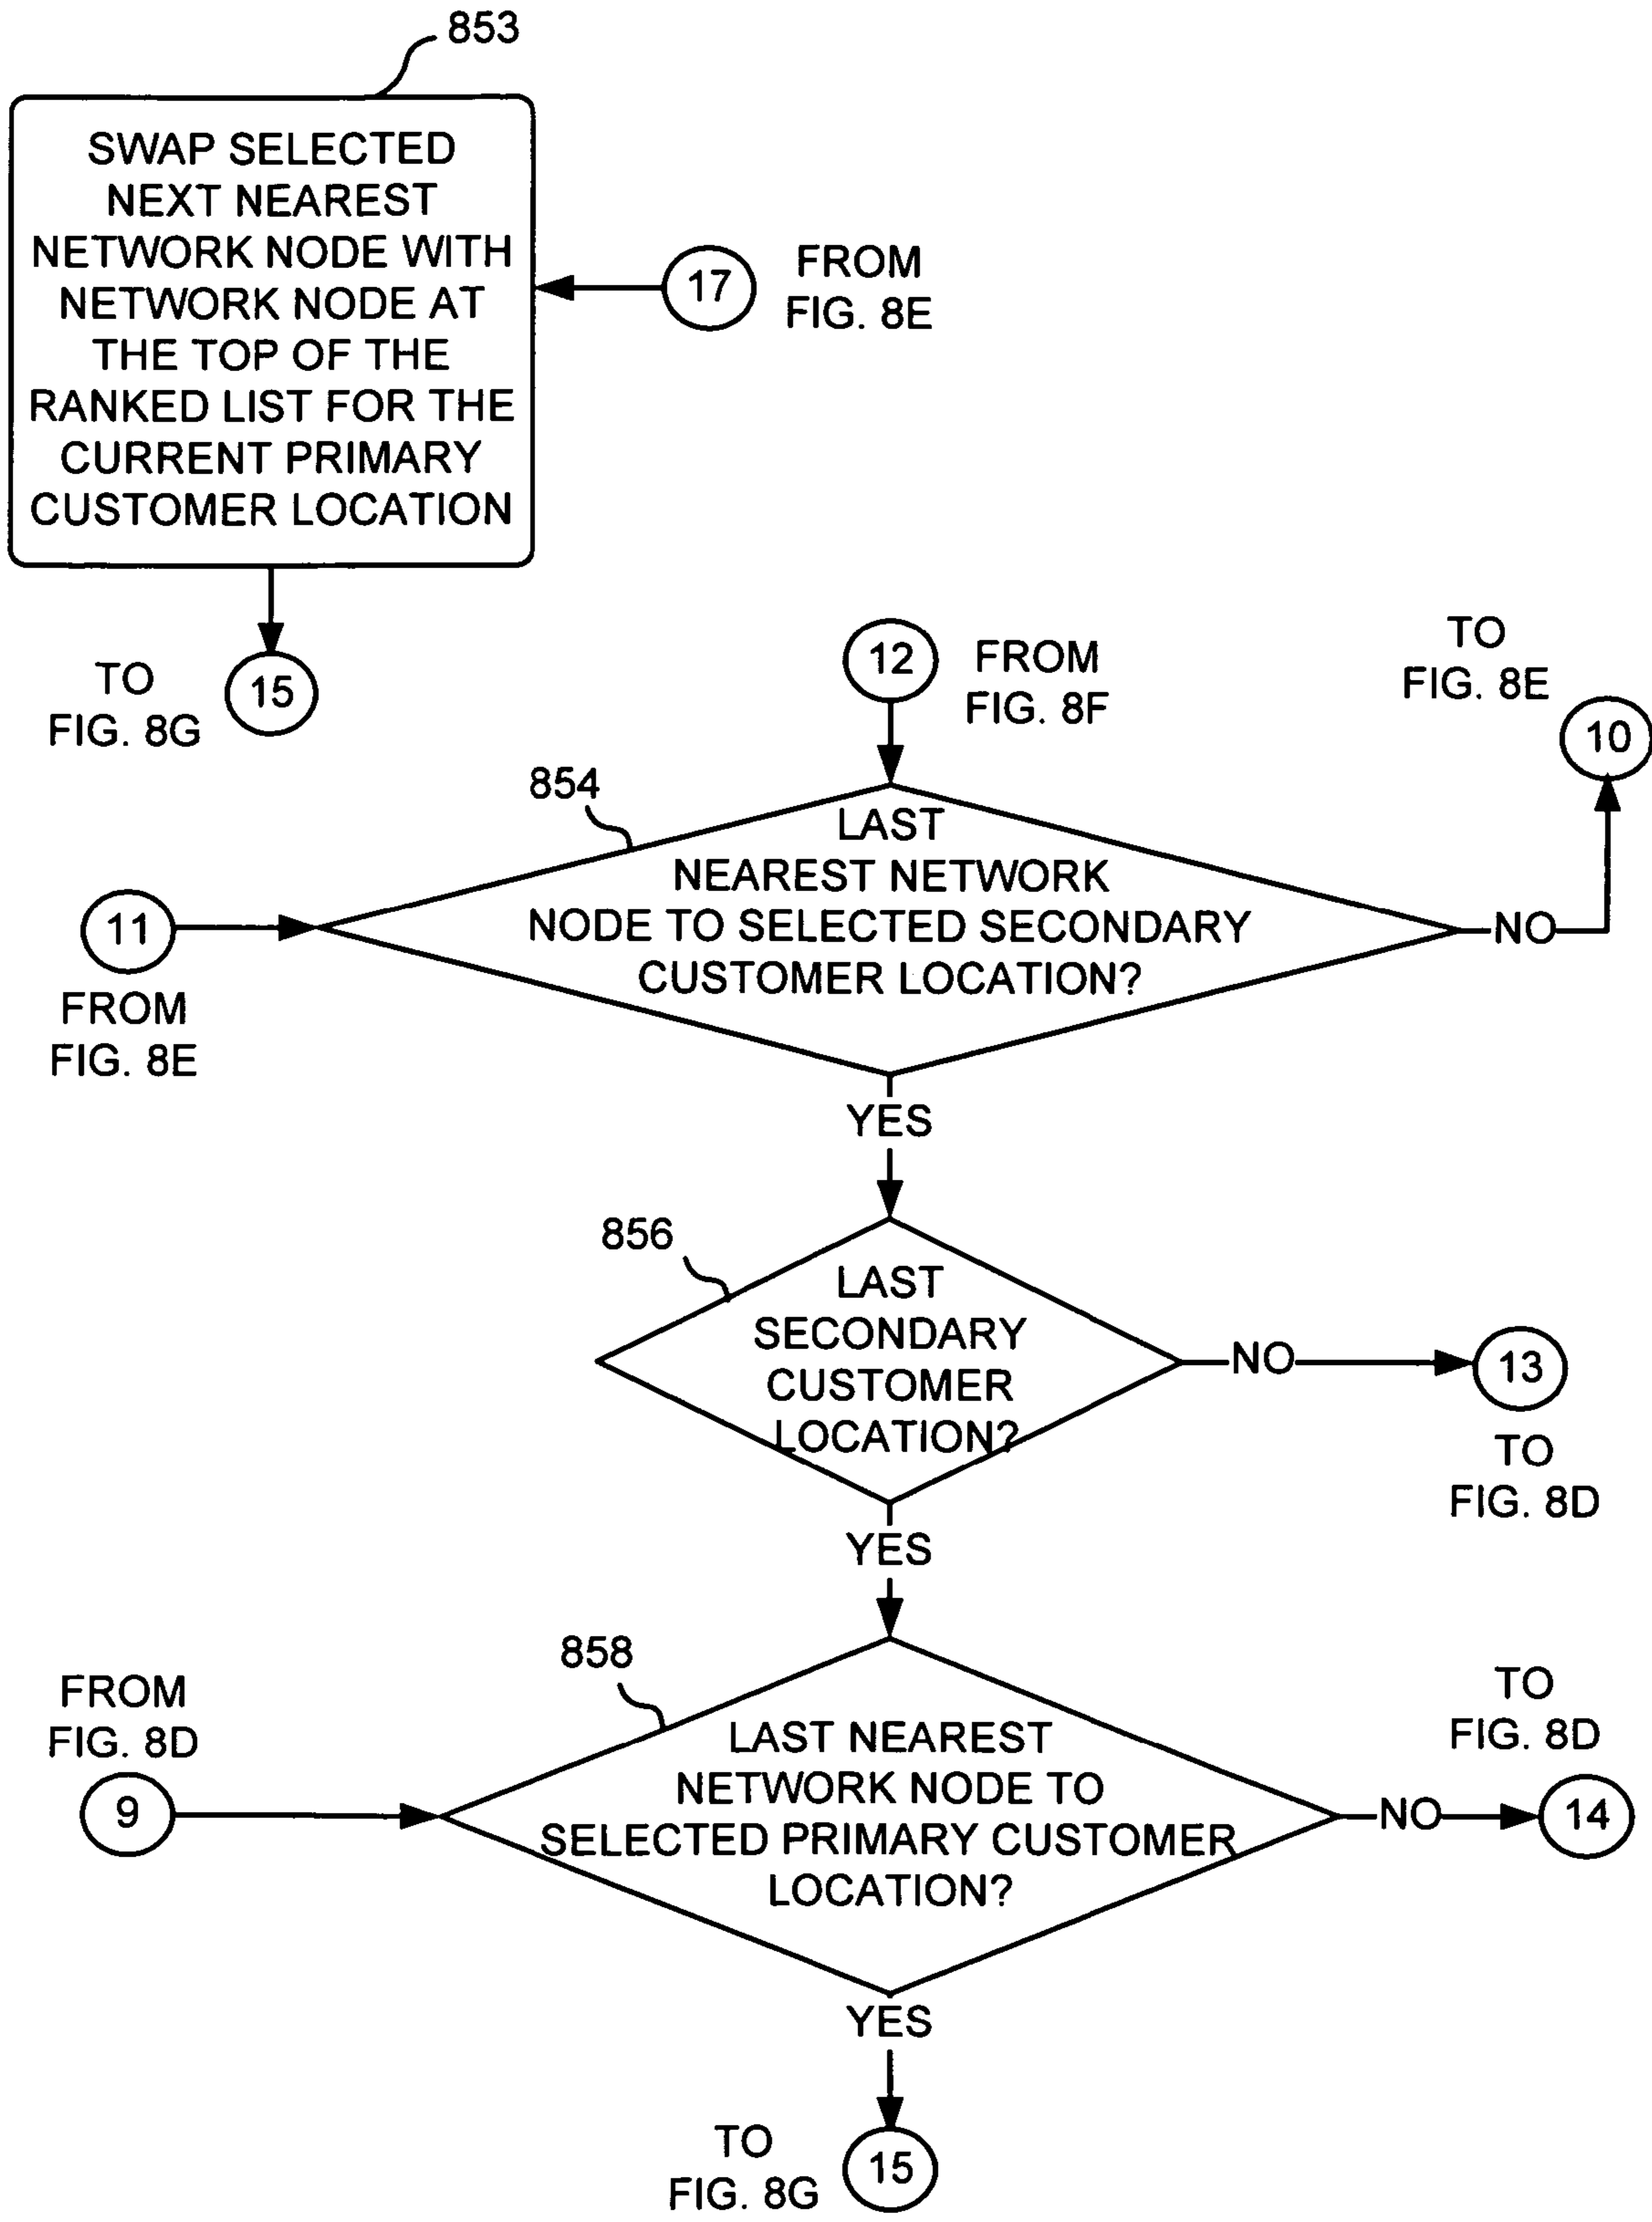 853
SWAP SELECTED
NEXT NEAREST
NETWORK NODE WITH
NETWORK NODE AT
THE TOP OF THE
RANKED LIST FOR THE
CURRENT PRIMARY
CUSTOMER LOCATION
17
FROM
FIG. 8E
TO
FIG. 8G
15
12
FROM
FIG. 8F
TO
FIG. 8E
10
854
LAST
NEAREST NETWORK
NODE TO SELECTED SECONDARY
CUSTOMER LOCATION?
NO
11
FROM
FIG. 8E
YES
856
LAST
SECONDARY
CUSTOMER
LOCATION?
NO
13
TO
FIG. 8D
YES
858
FROM
FIG. 8D
9
LAST NEAREST
NETWORK NODE TO
SELECTED PRIMARY CUSTOMER
LOCATION?
NO
TO
FIG. 8D
14
YES
TO
FIG. 8G
15